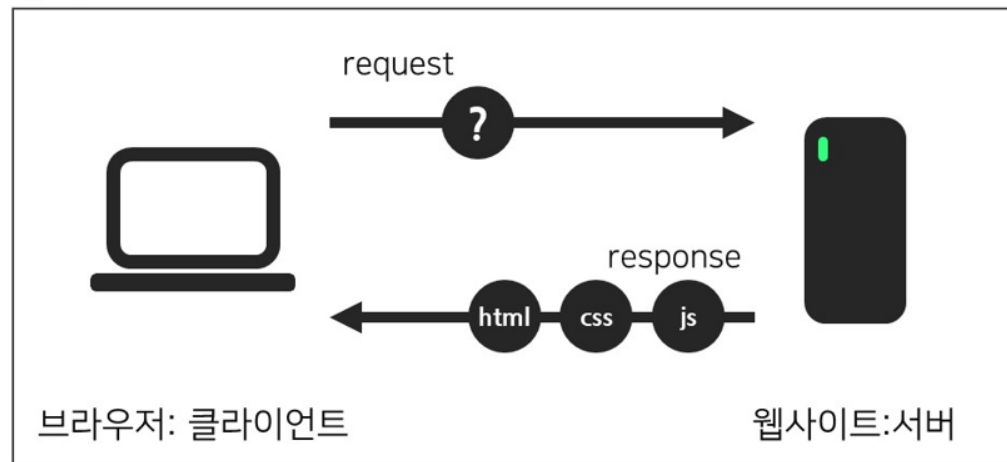 request
?
response
html css js
브라우저: 클라이언트
웹사이트:서버